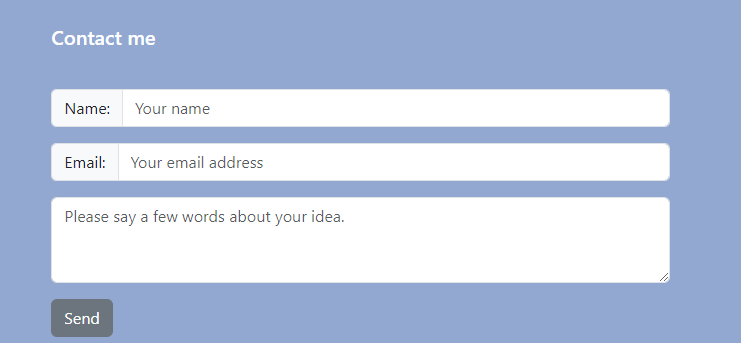 Contact me
Name: Your name
Email: Your email address
Please say a few words about your idea.
Send